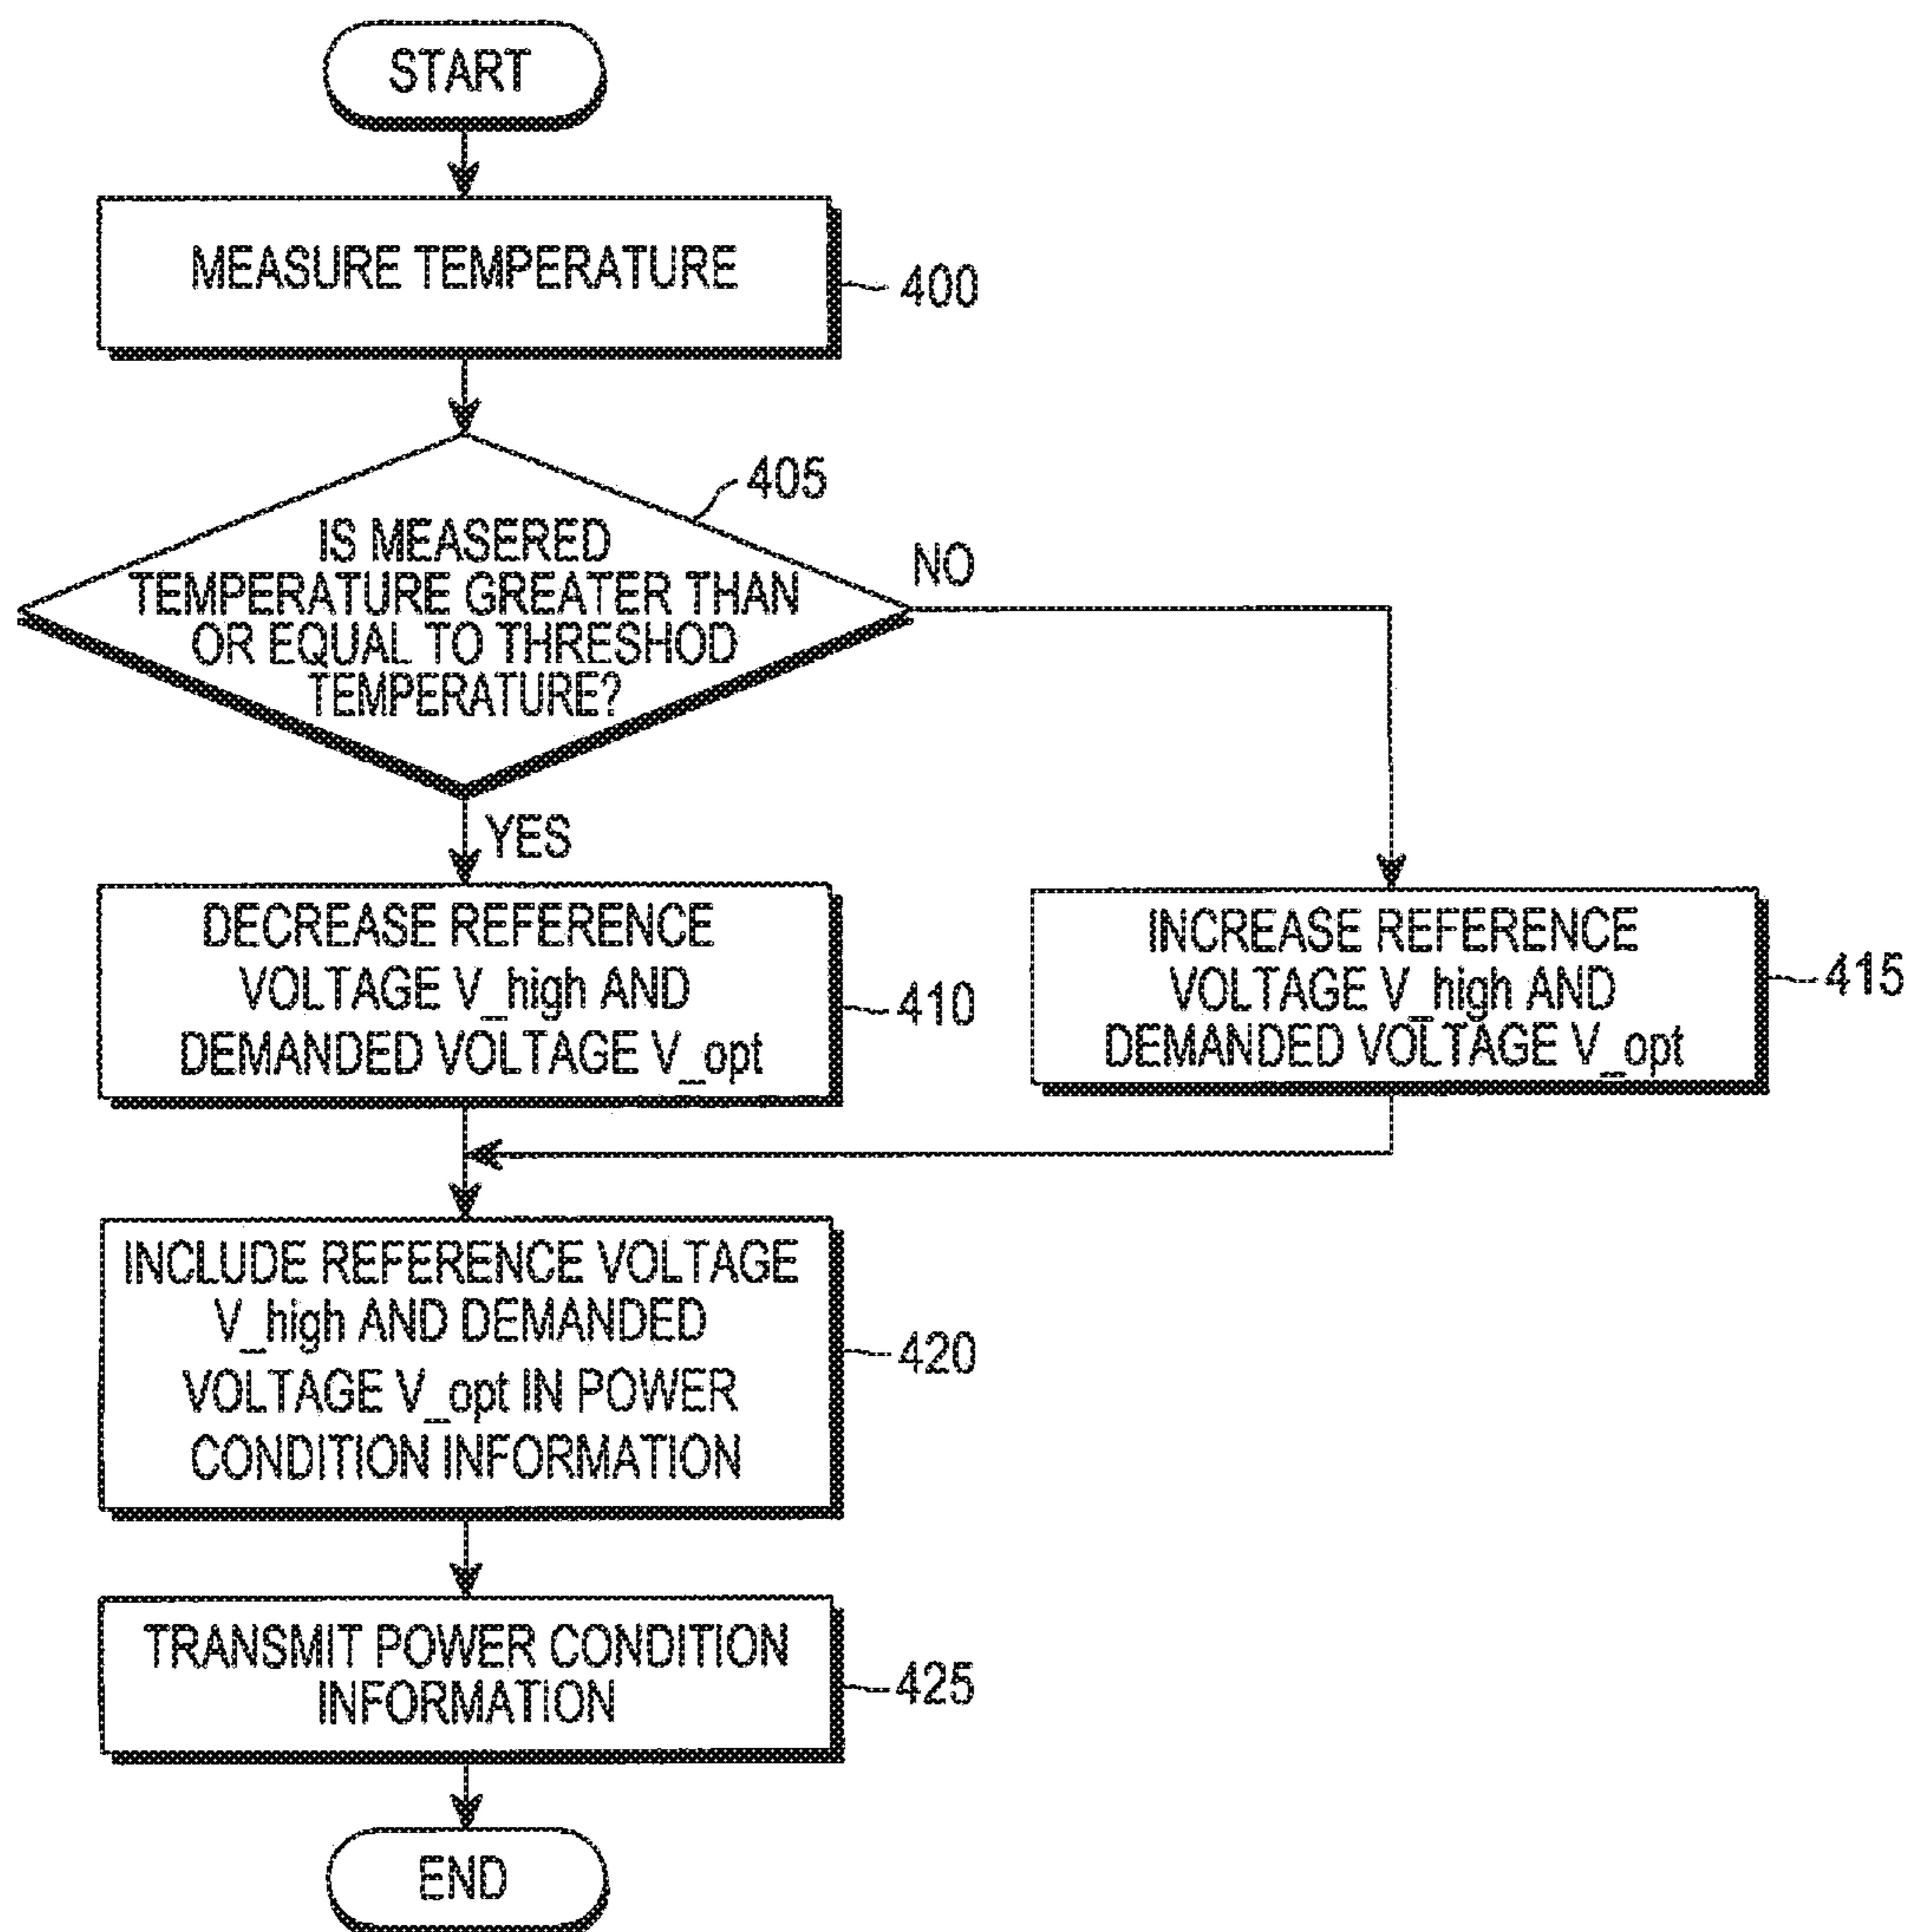 START
MEASURE TEMPERATURE
400
405
IS MEASERED
TEMPERATURE GREATER THAN
OR EQUAL TO THRESHOD
TEMPERATURE?
NO
YES
DECREASE REFERENCE
VOLTAGE V_high AND
DEMANDED VOLTAGE V_opt
410
INCREASE REFERENCE
VOLTAGE V_high AND
DEMANDED VOLTAGE V_opt
415
INCLUDE REFERENCE VOLTAGE
V_high AND DEMANDED
VOLTAGE V_opt IN POWER
CONDITION INFORMATION
420
TRANSMIT POWER CONDITION
INFORMATION
425
END